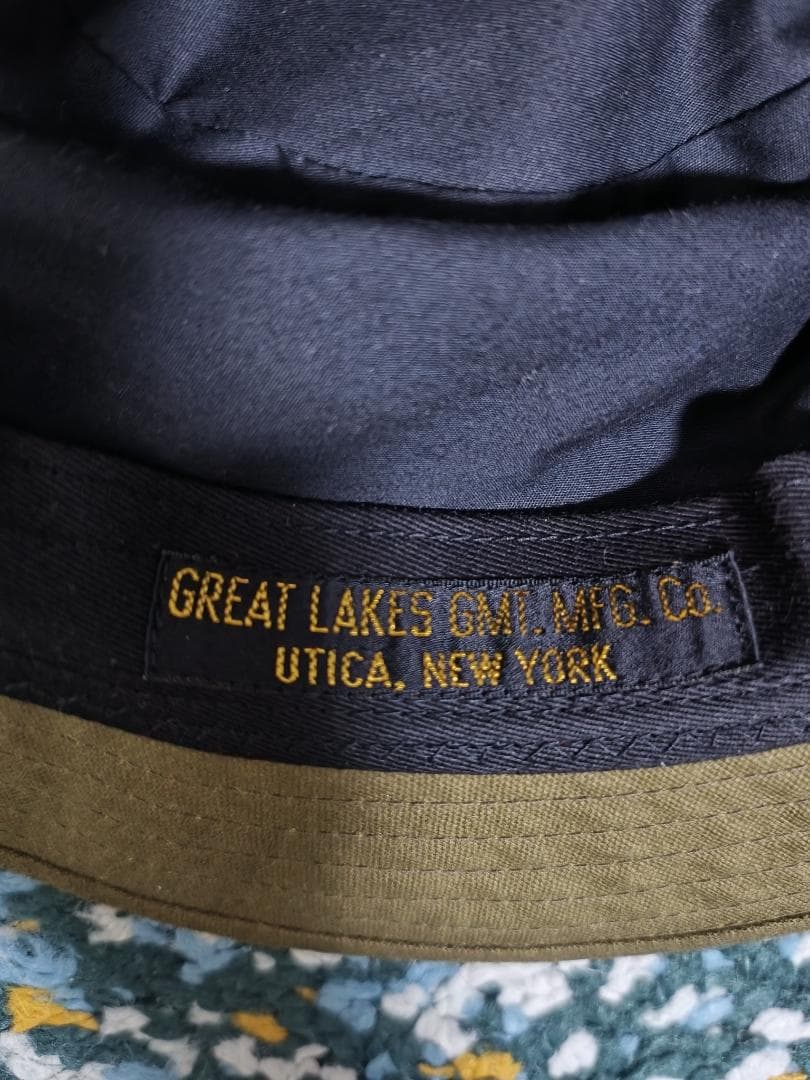 GREAT LAKES GMT. MFG. Co.
UTICA, NEW YORK